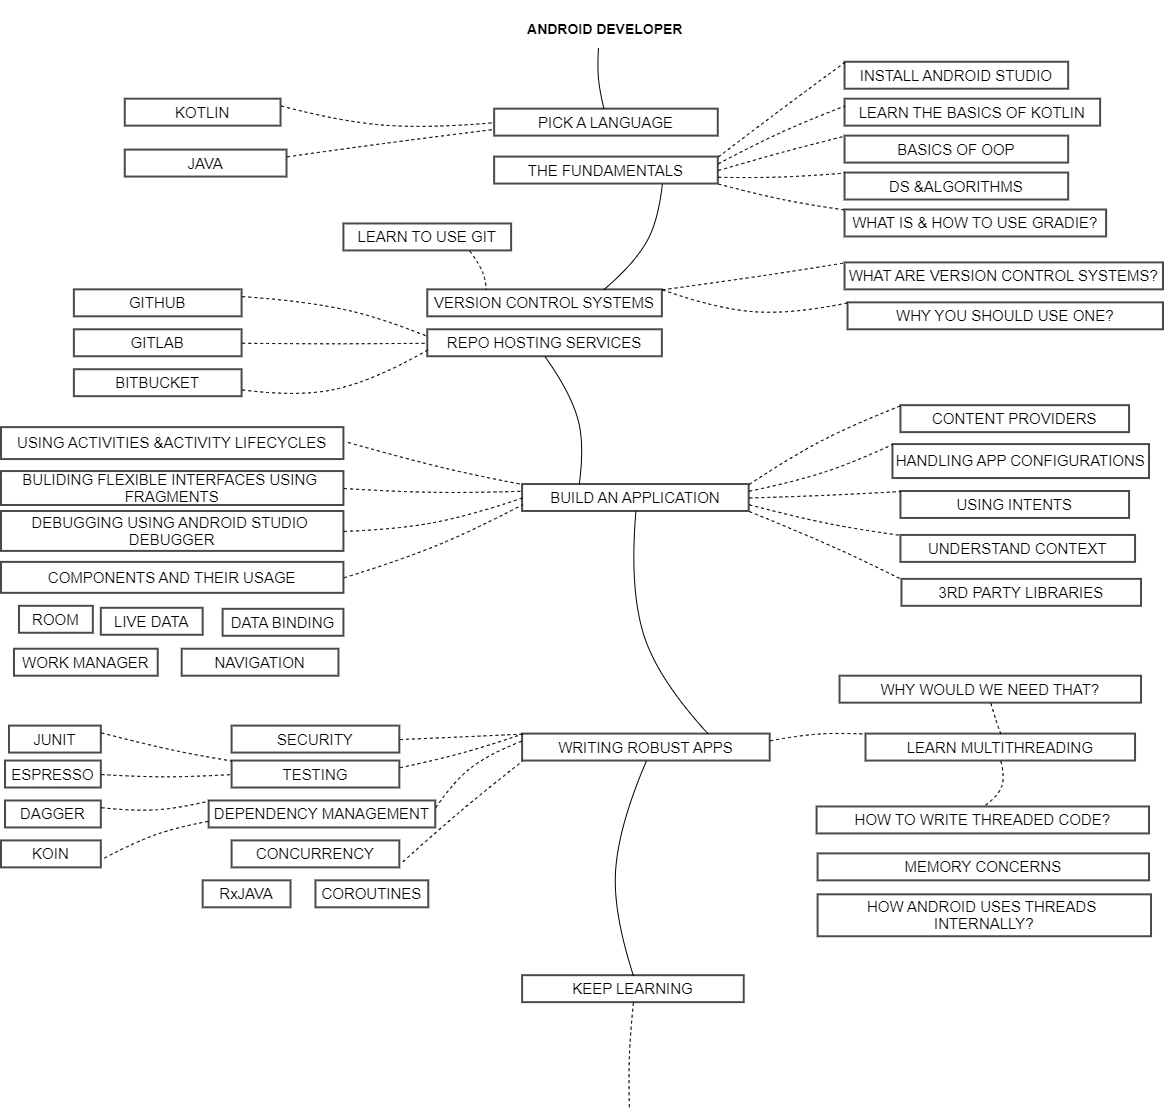 ANDROID DEVELOPER
INSTALL ANDROID STUDIO
KOTLIN
LEARN THE BASICS OF KOTLIN
PICK A LANGUAGE
BASICS OF OOP
JAVA
THE FUNDAMENTALS
DS &ALGORITHMS
WHAT IS & HOW TO USE GRADIE?
LEARN TO USE GIT
WHAT ARE VERSION CONTROL SYSTEMS?
GITHUB
VERSION CONTROL SYSTEMS
WHY YOU SHOULD USE ONE?
GITLAB
REPO HOSTING SERVICES
BITBUCKET
CONTENT PROVIDERS
USING ACTIVITIES &ACTIVITY LIFECYCLES
HANDLING APP CONFIGURATIONS
BULIDING FLEXIBLE INTERFACES USING
FRAGMENTS
BUILD AN APPLICATION
USING INTENTS
DEBUGGING USING ANDROID STUDIO
DEBUGGER
UNDERSTAND CONTEXT
COMPONENTS AND THEIR USAGE
3RD PARTY LIBRARIES
ROOM
LIVE DATA
DATA BINDING
WORK MANAGER
NAVIGATION
WHY WOULD WE NEED THAT?
JUNIT
SECURITY
WRITING ROBUST APPS
LEARN MULTITHREADING
ESPRESSO
TESTING
DAGGER
DEPENDENCY MANAGEMENT
HOW TO WRITE THREADED CODE?
KOIN
CONCURRENCY
MEMORY CONCERNS
RxJAVA
COROUTINES
HOW ANDROID USES THREADS
INTERNALLY?
KEEP LEARNING